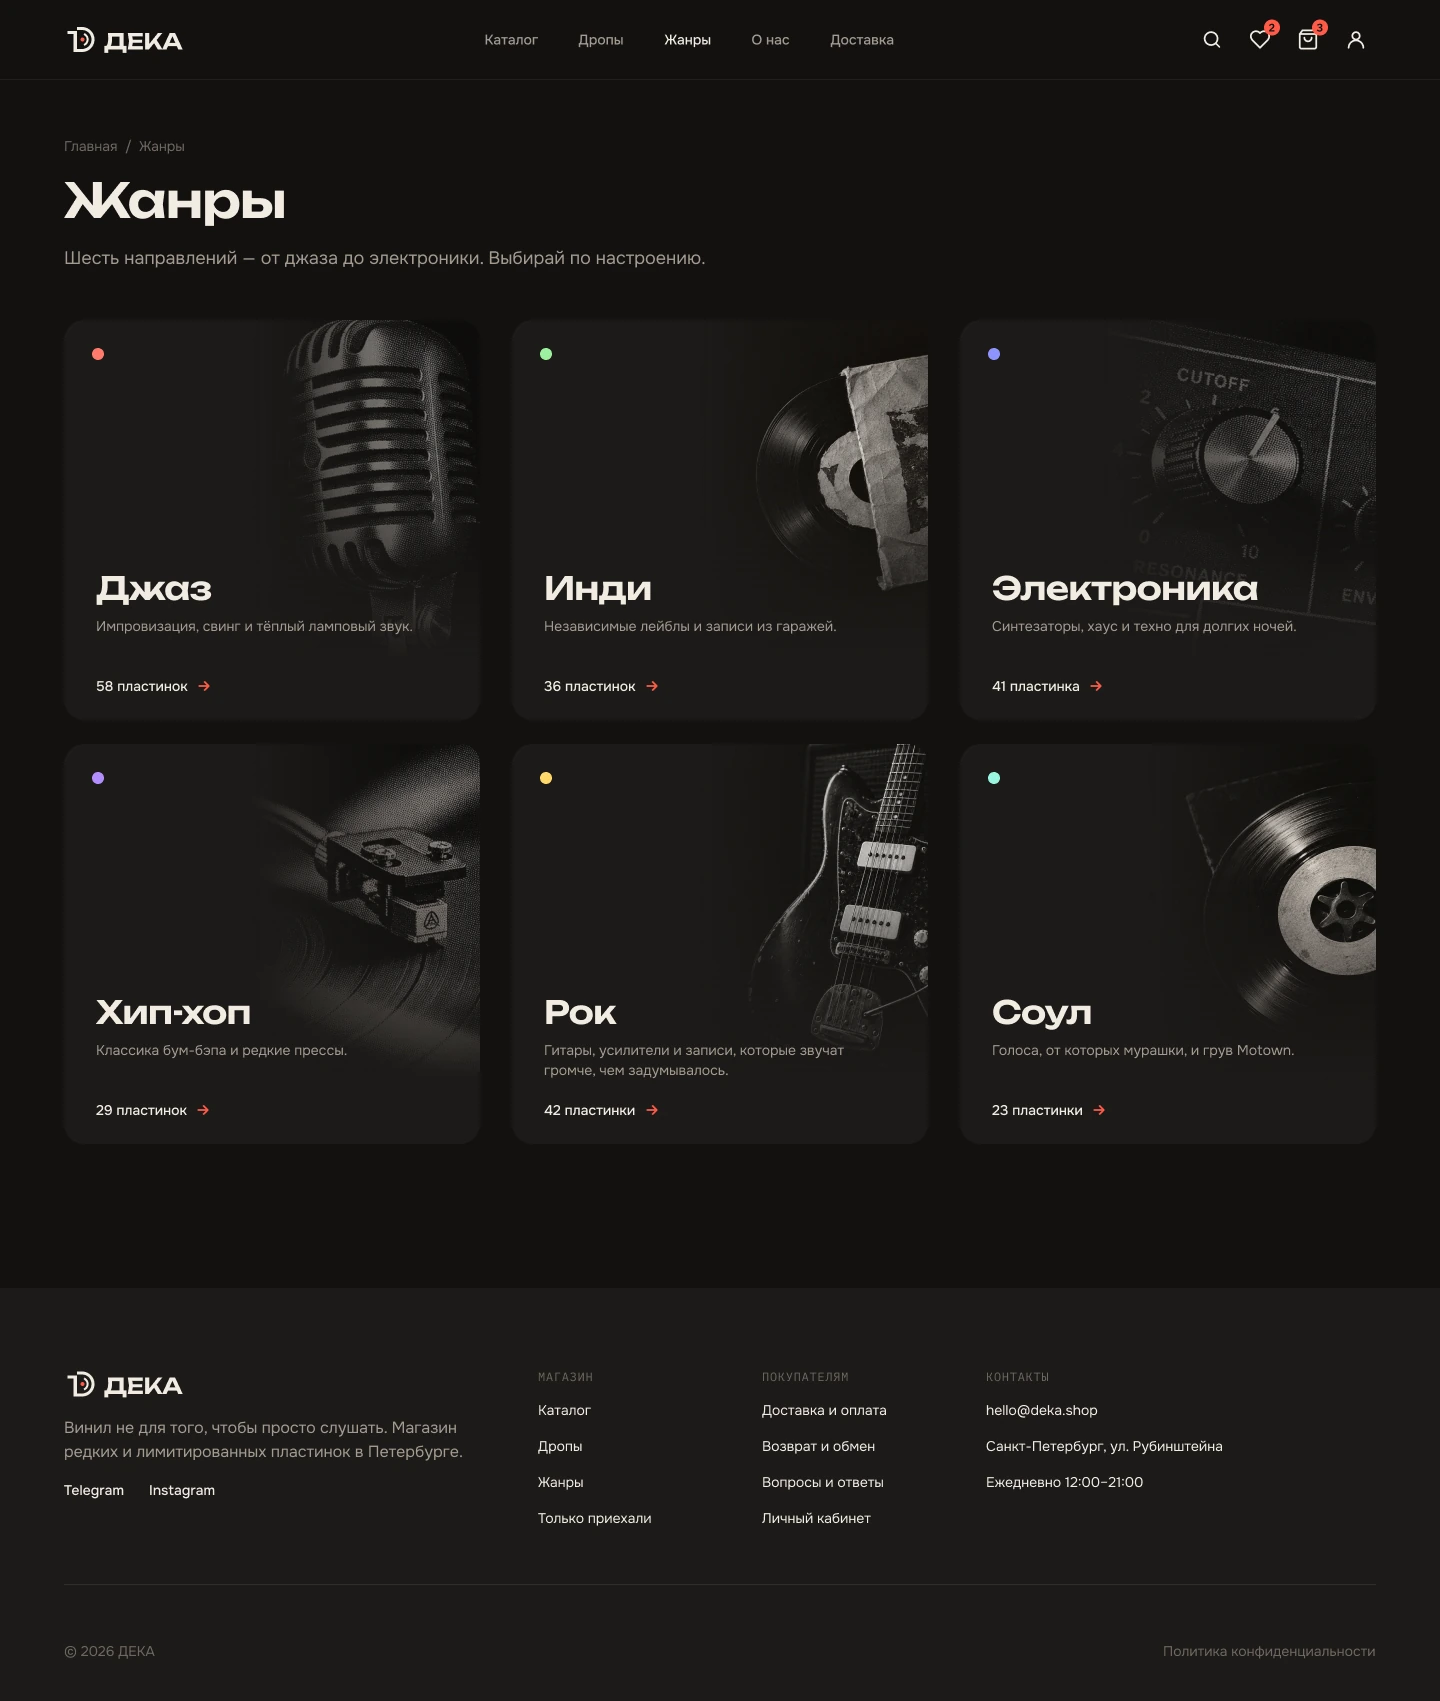 ДЕКА
Каталог
Дропы
Жанры
О нас
Доставка
2
3
Главная / Жанры
Жанры
Шесть направлений — от джаза до электроники. Выбирай по настроению.
Джаз
Импровизация, свинг и тёплый ламповый звук.
58 пластинок →
Инди
Независимые лейблы и записи из гаражей.
36 пластинок →
CUTOFF
2
0
10
RESONANCE
ENV
Электроника
Синтезаторы, хаус и техно для долгих ночей.
41 пластинка →
Хип-хоп
Классика бум-бэпа и редкие прессы.
29 пластинок →
Рок
Гитары, усилители и записи, которые звучат
громче, чем задумывалось.
42 пластинки →
Соул
Голоса, от которых мурашки, и грув Motown.
23 пластинки →
ДЕКА
Винил не для того, чтобы просто слушать. Магазин
редких и лимитированных пластинок в Петербурге.
Telegram
Instagram
МАГАЗИН
Каталог
Дропы
Жанры
Только приехали
ПОКУПАТЕЛЯМ
Доставка и оплата
Возврат и обмен
Вопросы и ответы
Личный кабинет
КОНТАКТЫ
hello@deka.shop
Санкт-Петербург, ул. Рубинштейна
Ежедневно 12:00–21:00
© 2026 ДЕКА
Политика конфиденциальности